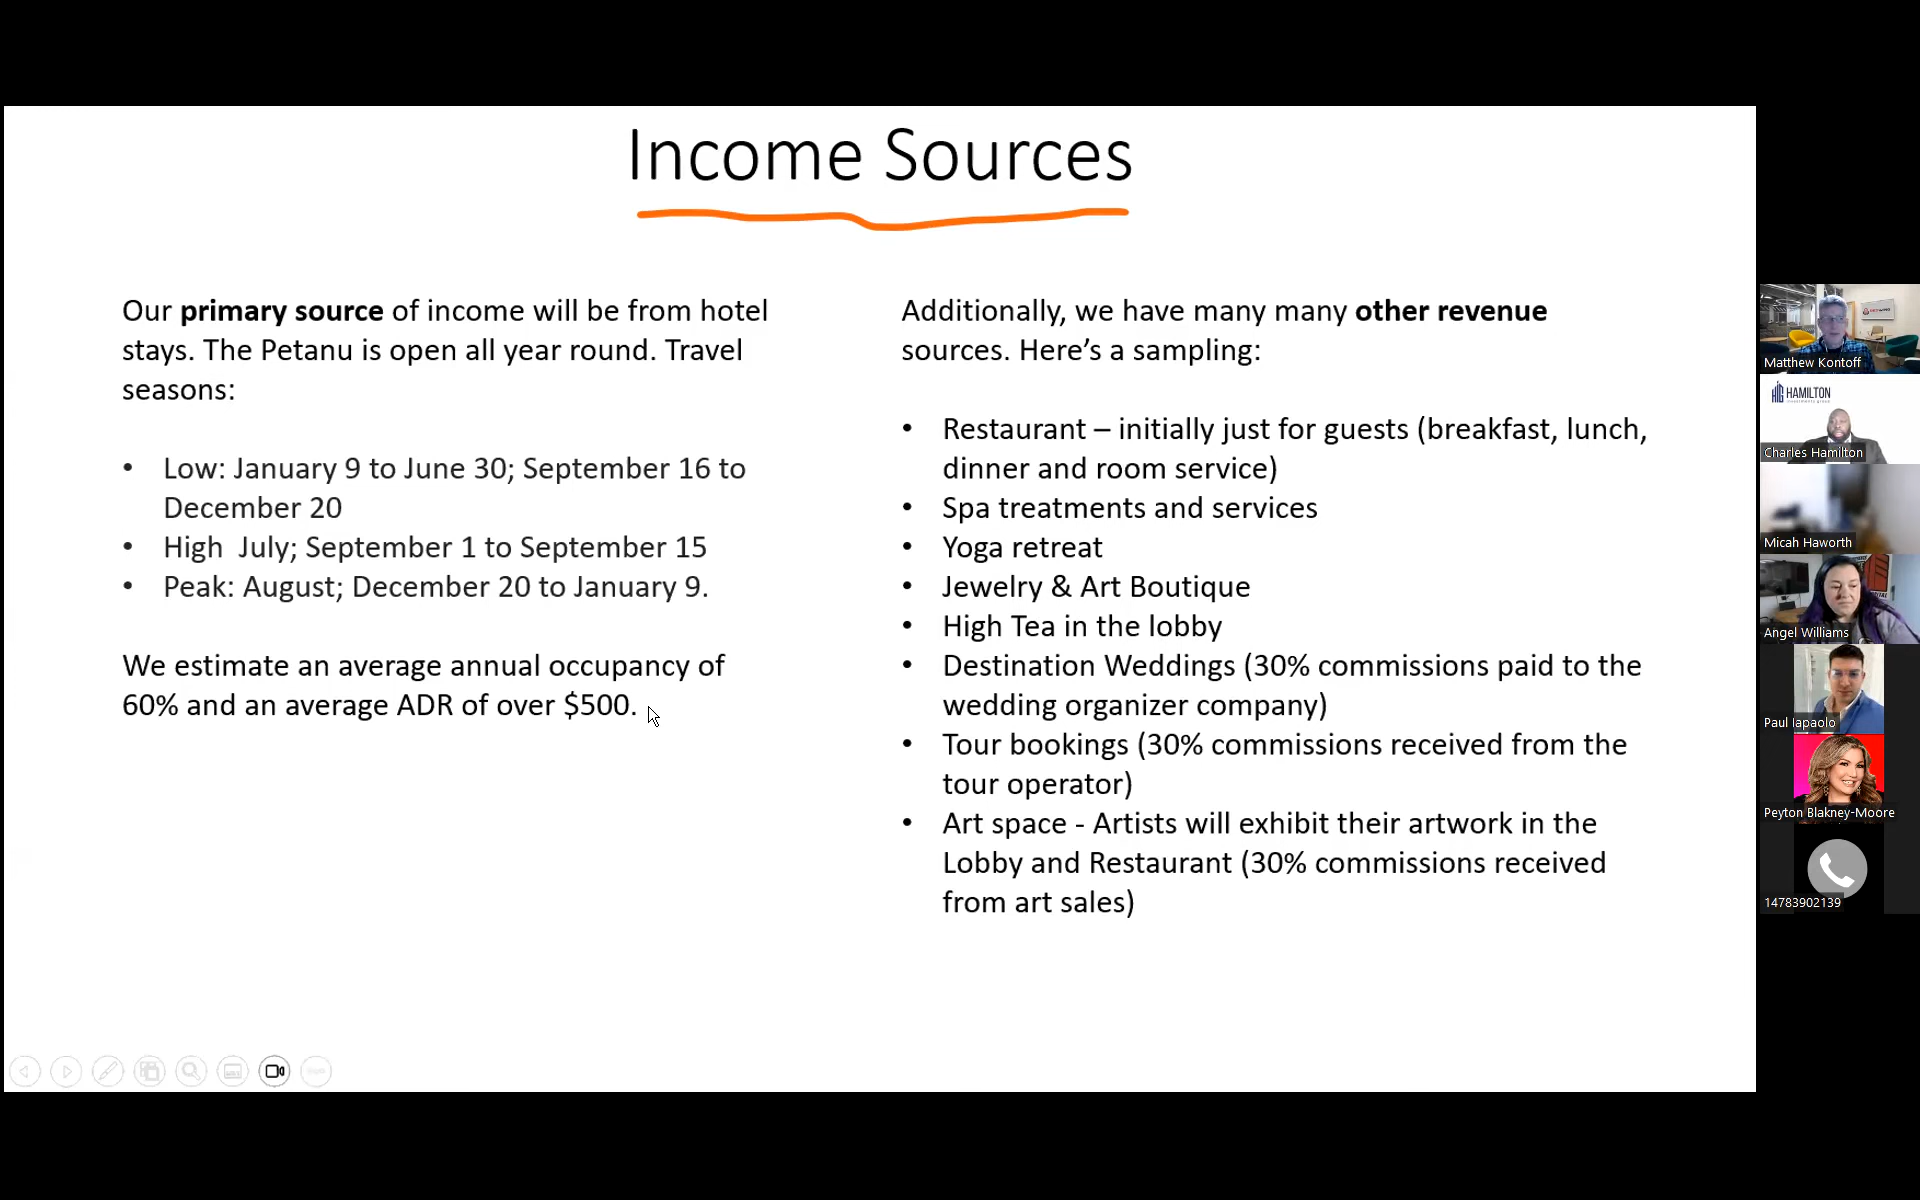 Income Sources
Our primary source of income will be from hotel
stays. The Petanu is open all year round. Travel
seasons:
• Low: January 9 to June 30; September 16 to
December 20
• High  July; September 1 to September 15
• Peak: August; December 20 to January 9.
We estimate an average annual occupancy of
60% and an average ADR of over $500.
Additionally, we have many many other revenue
sources. Here’s a sampling:
• Restaurant – initially just for guests (breakfast, lunch,
dinner and room service)
• Spa treatments and services
• Yoga retreat
• Jewelry & Art Boutique
• High Tea in the lobby
• Destination Weddings (30% commissions paid to the
wedding organizer company)
• Tour bookings (30% commissions received from the
tour operator)
• Art space - Artists will exhibit their artwork in the
Lobby and Restaurant (30% commissions received
from art sales)
Matthew Kontoff
HAMILTON
Charles Hamilton
Micah Haworth
Angel Williams
Paul Iapaolo
Peyton Blakney-Moore
14783902139